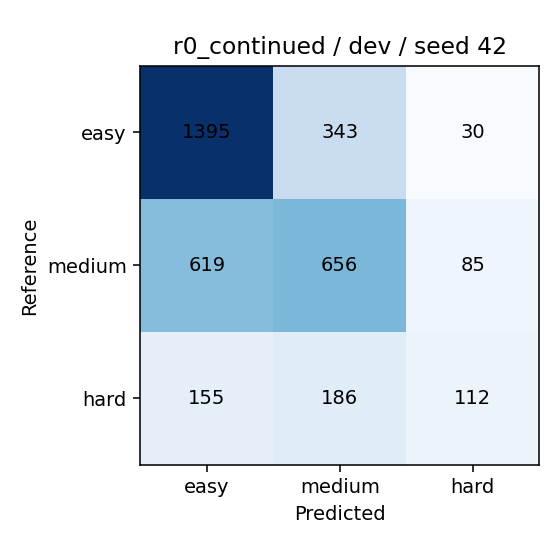 r0_continued / dev / seed 42
easy 1395 343 30
medium 619 656 85
hard 155 186 112
easy medium hard
Predicted
Reference